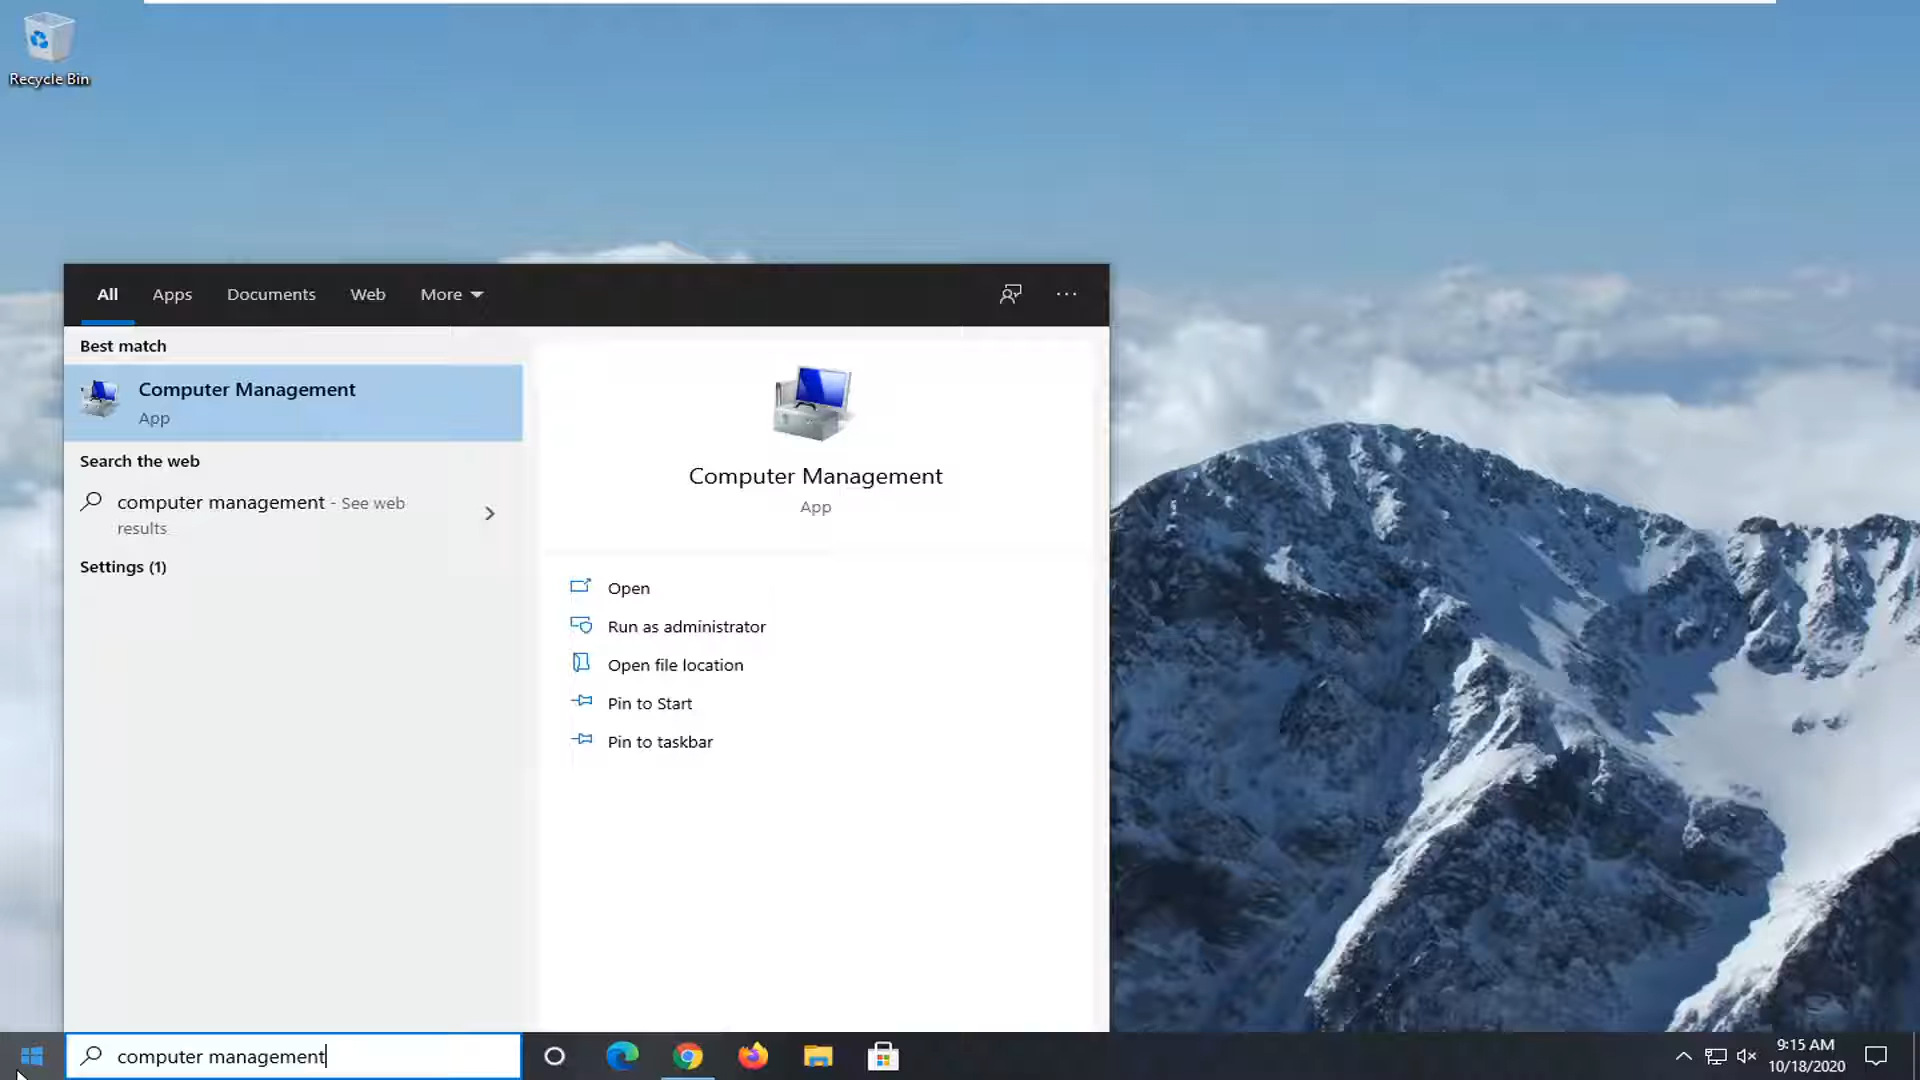 Recycle Bin
All Apps Documents Web More
Best match
Computer Management
App
Search the web
computer management - See web
results
Settings (1)
Computer Management
App
Open
Run as administrator
Open file location
Pin to Start
Pin to taskbar
computer management
9:15 AM
10/18/2020